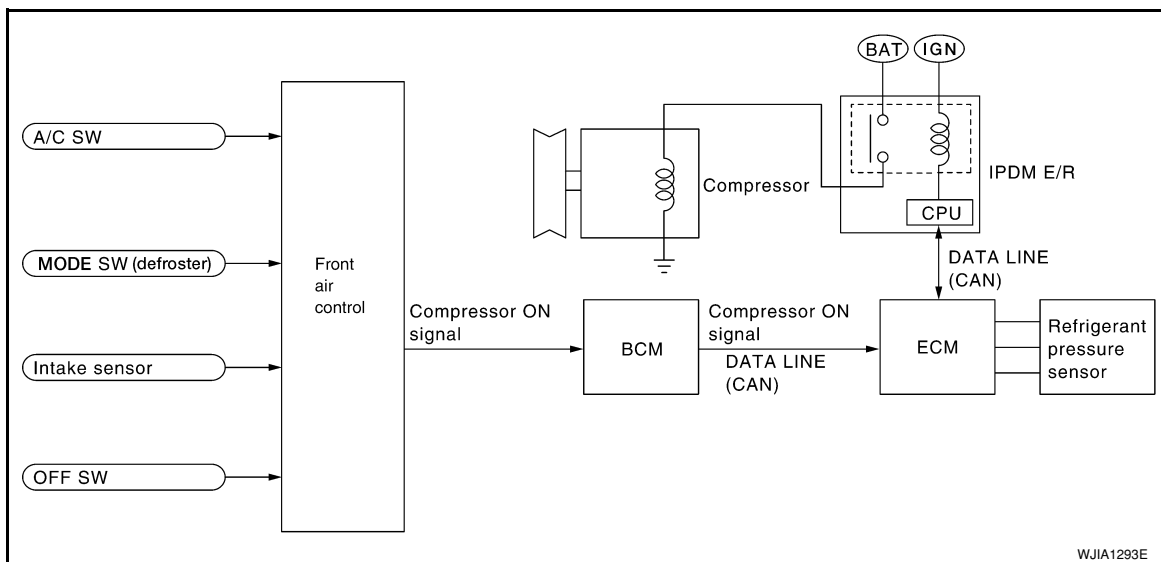 BAT
IGN
A/C SW
Compressor
IPDM E/R
CPU
MODE SW (defroster)
Front
air
control
DATA LINE
(CAN)
Compressor ON
signal
BCM
Compressor ON
signal
DATA LINE
(CAN)
ECM
Refrigerant
pressure
sensor
Intake sensor
OFF SW
WJIA1293E